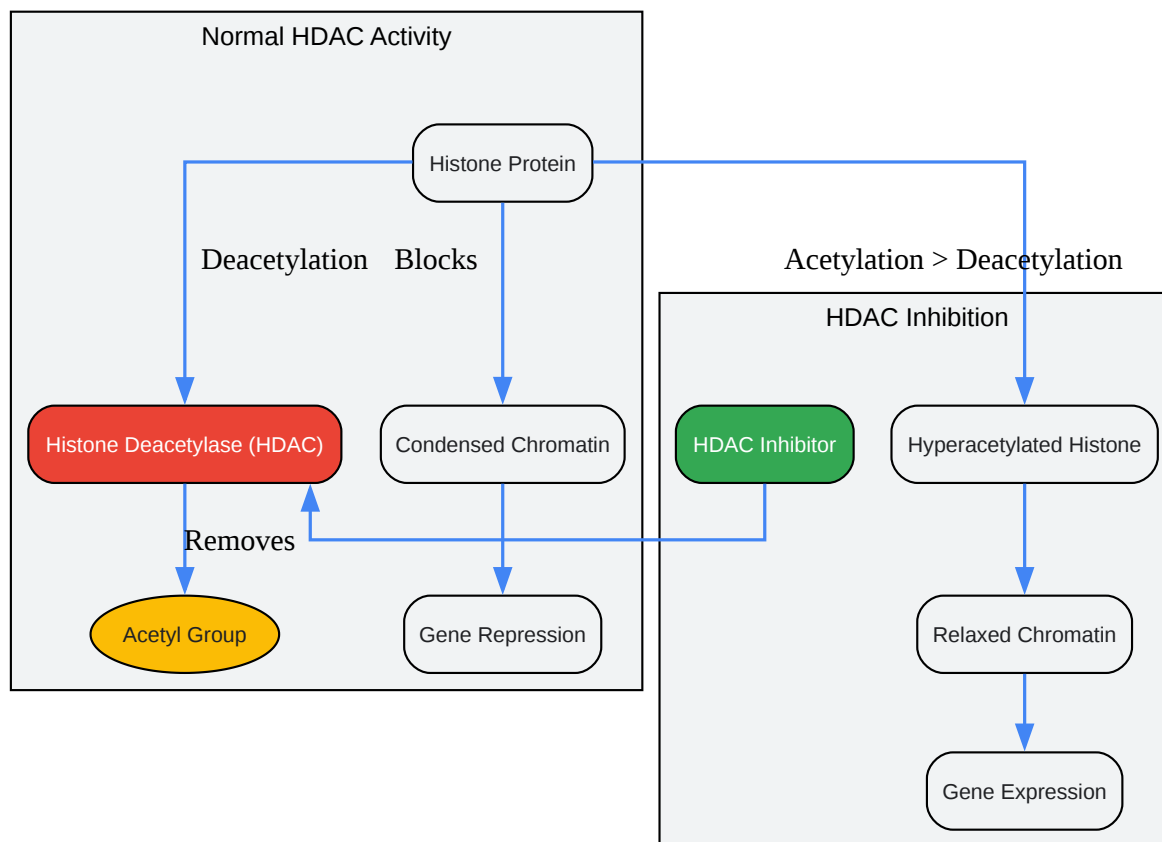 Normal HDAC Activity
Histone Protein
Deacetylation
Blocks
Acetylation > Deacetylation
HDAC Inhibition
Histone Deacetylase (HDAC)
Condensed Chromatin
HDAC Inhibitor
Hyperacetylated Histone
Removes
Acetyl Group
Gene Repression
Relaxed Chromatin
Gene Expression